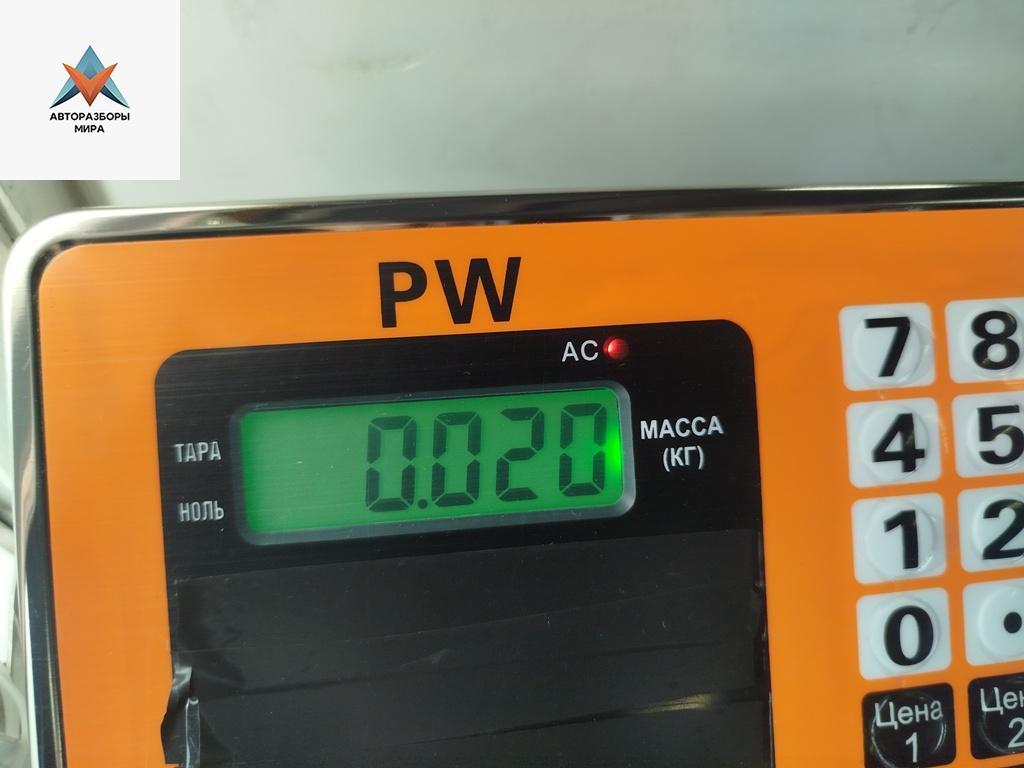 АВТОРАЗБОРЫ
МИРА
PW
AC
ТАРА
НОЛЬ
0.020
МАССА
(КГ)
7 8
4 5
1 2
0 .
Цена
1
2